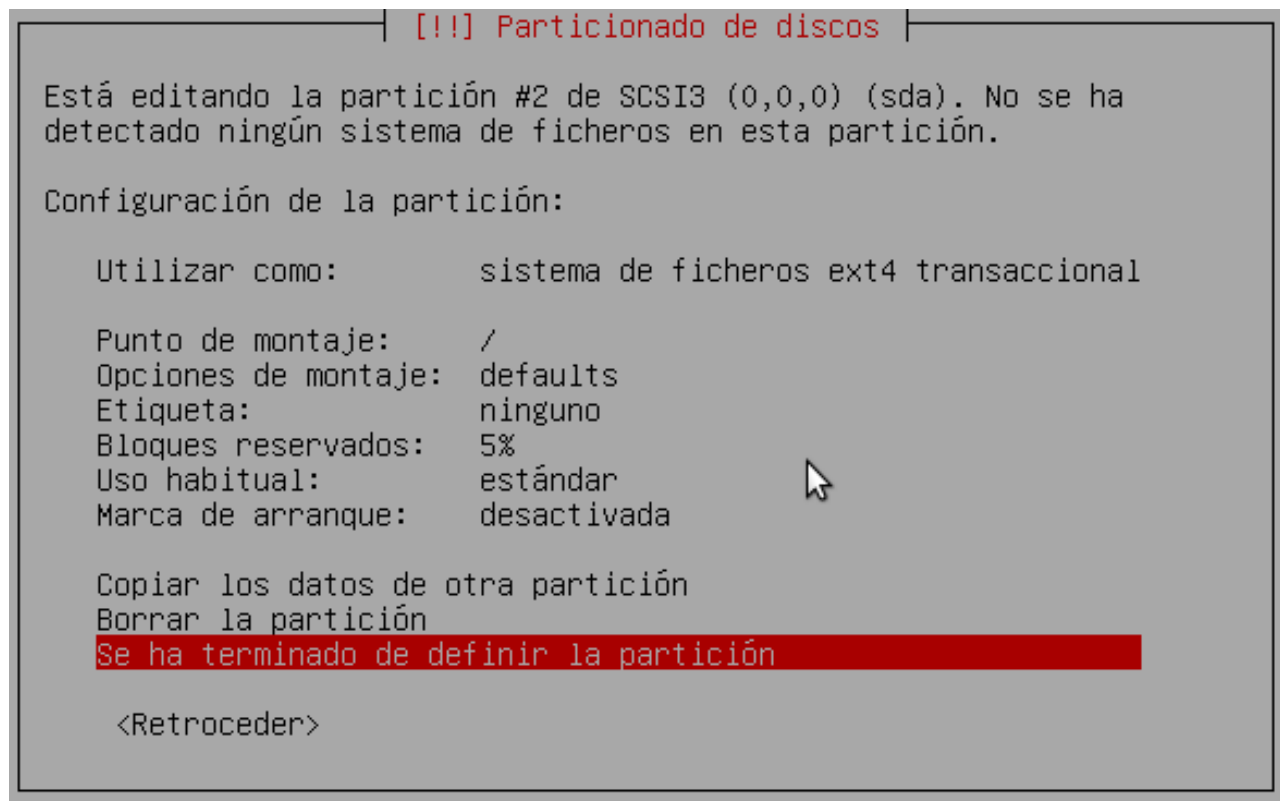 [!!] Particionado de discos
Está editando la partición #2 de SCSI3 (0,0,0) (sda). No se ha
detectado ningún sistema de ficheros en esta partición.
Configuración de la partición:
Utilizar como: sistema de ficheros ext4 transaccional
Punto de montaje: /
Opciones de montaje: defaults
Etiqueta: ninguno
Bloques reservados: 5%
Uso habitual: estándar
Marca de arranque: desactivada
Copiar los datos de otra partición
Borrar la partición
Se ha terminado de definir la partición
<Retroceder>